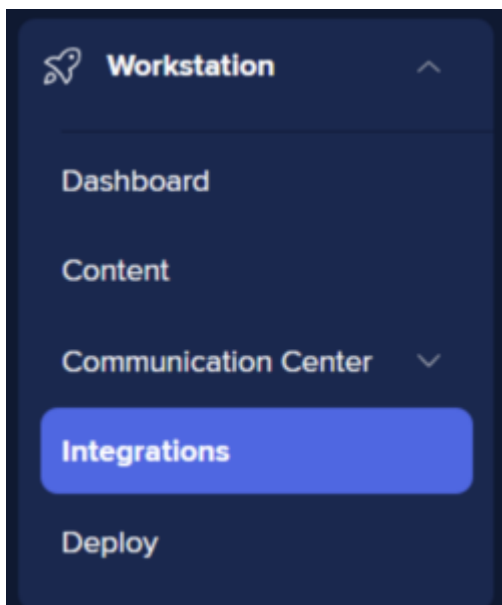 Workstation
Dashboard
Content
Communication Center
Integrations
Deploy